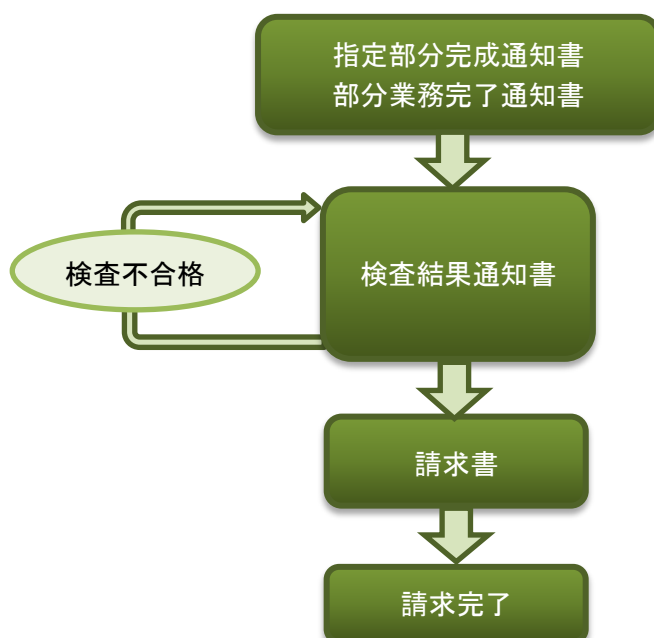 指定部分完成通知書
部分業務完了通知書
検査不合格
検査結果通知書
請求書
請求完了